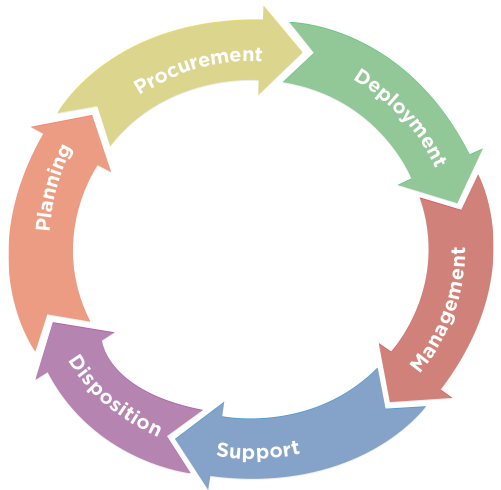 Planning
Procurement
Deployment
Management
Support
Disposition